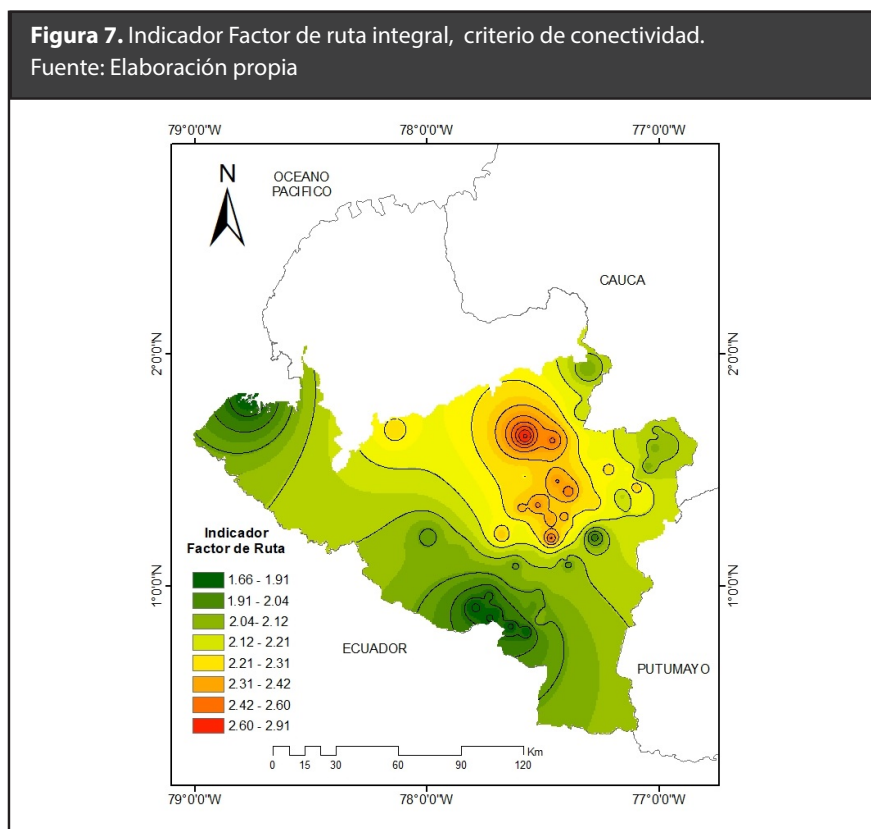 Figura 7. Indicador Factor de ruta integral, criterio de conectividad.
Fuente: Elaboración propia
79°0'0"W 78°0'0"W 77°0'0"W
N
OCEANO
PACIFICO
CAUCA
2°0'0"N 2°0'0"N
Indicador
Factor de Ruta
1.66 - 1.91
1.91 - 2.04
2.04- 2.12
2.12 - 2.21
2.21 - 2.31
2.31 - 2.42
2.42 - 2.60
2.60 - 2.91
1°0'0"N 1°0'0"N
ECUADOR
PUTUMAYO
Km
0 15 30 60 90 120
79°0'0"W 78°0'0"W 77°0'0"W